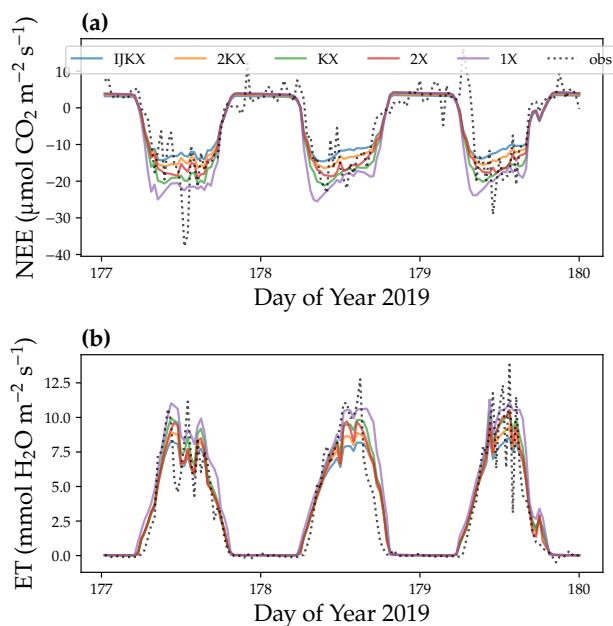 (a)
IJKX 2KX KX 2X 1X obs
10
0
−10
−20
−30
−40
NEE (μmol CO₂ m⁻² s⁻¹)
177 178 179 180
Day of Year 2019
(b)
12.5
10.0
7.5
5.0
2.5
0.0
ET (mmol H₂O m⁻² s⁻¹)
177 178 179 180
Day of Year 2019